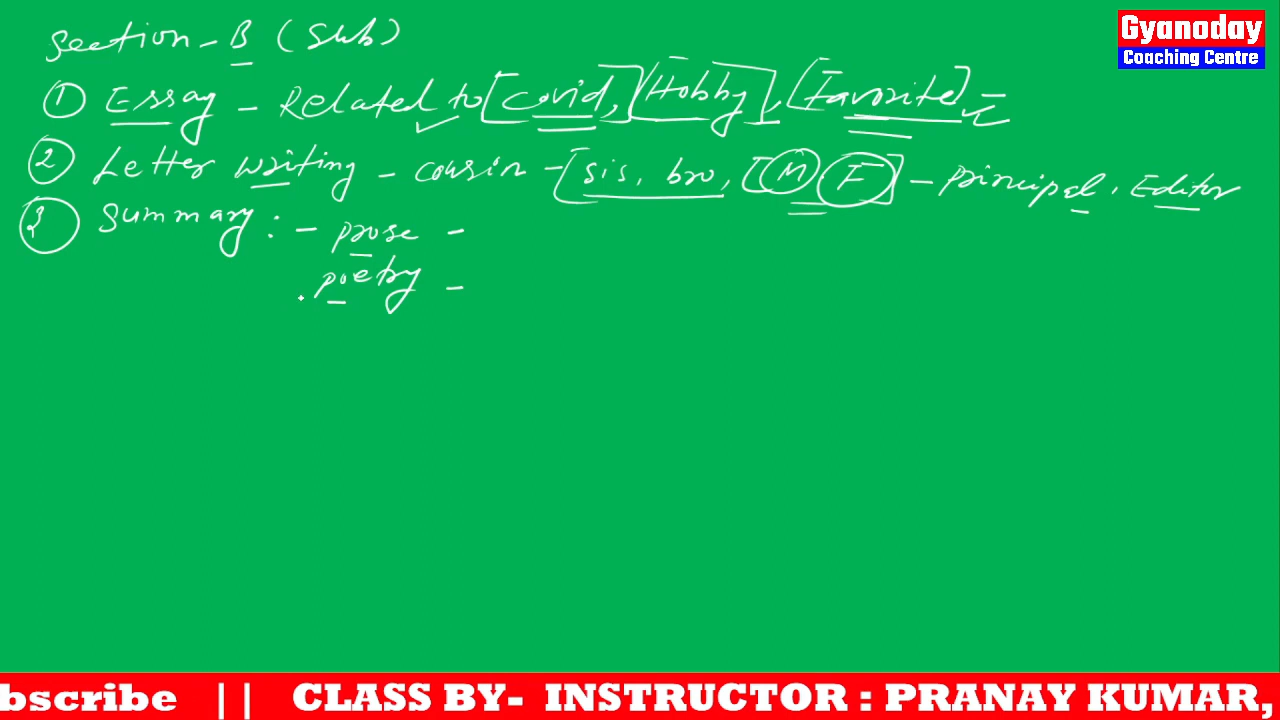 Gyanoday
Coaching Centre
Section - B (Sub)
① Essay - Related to [Covid,] [Hobby], [Favorite] -
② Letter writing - cousin - [sis, bro, [M F] - principal, Editor
③ Summary : - prose -
poetry -
bscribe || CLASS BY- INSTRUCTOR : PRANAY KUMAR,